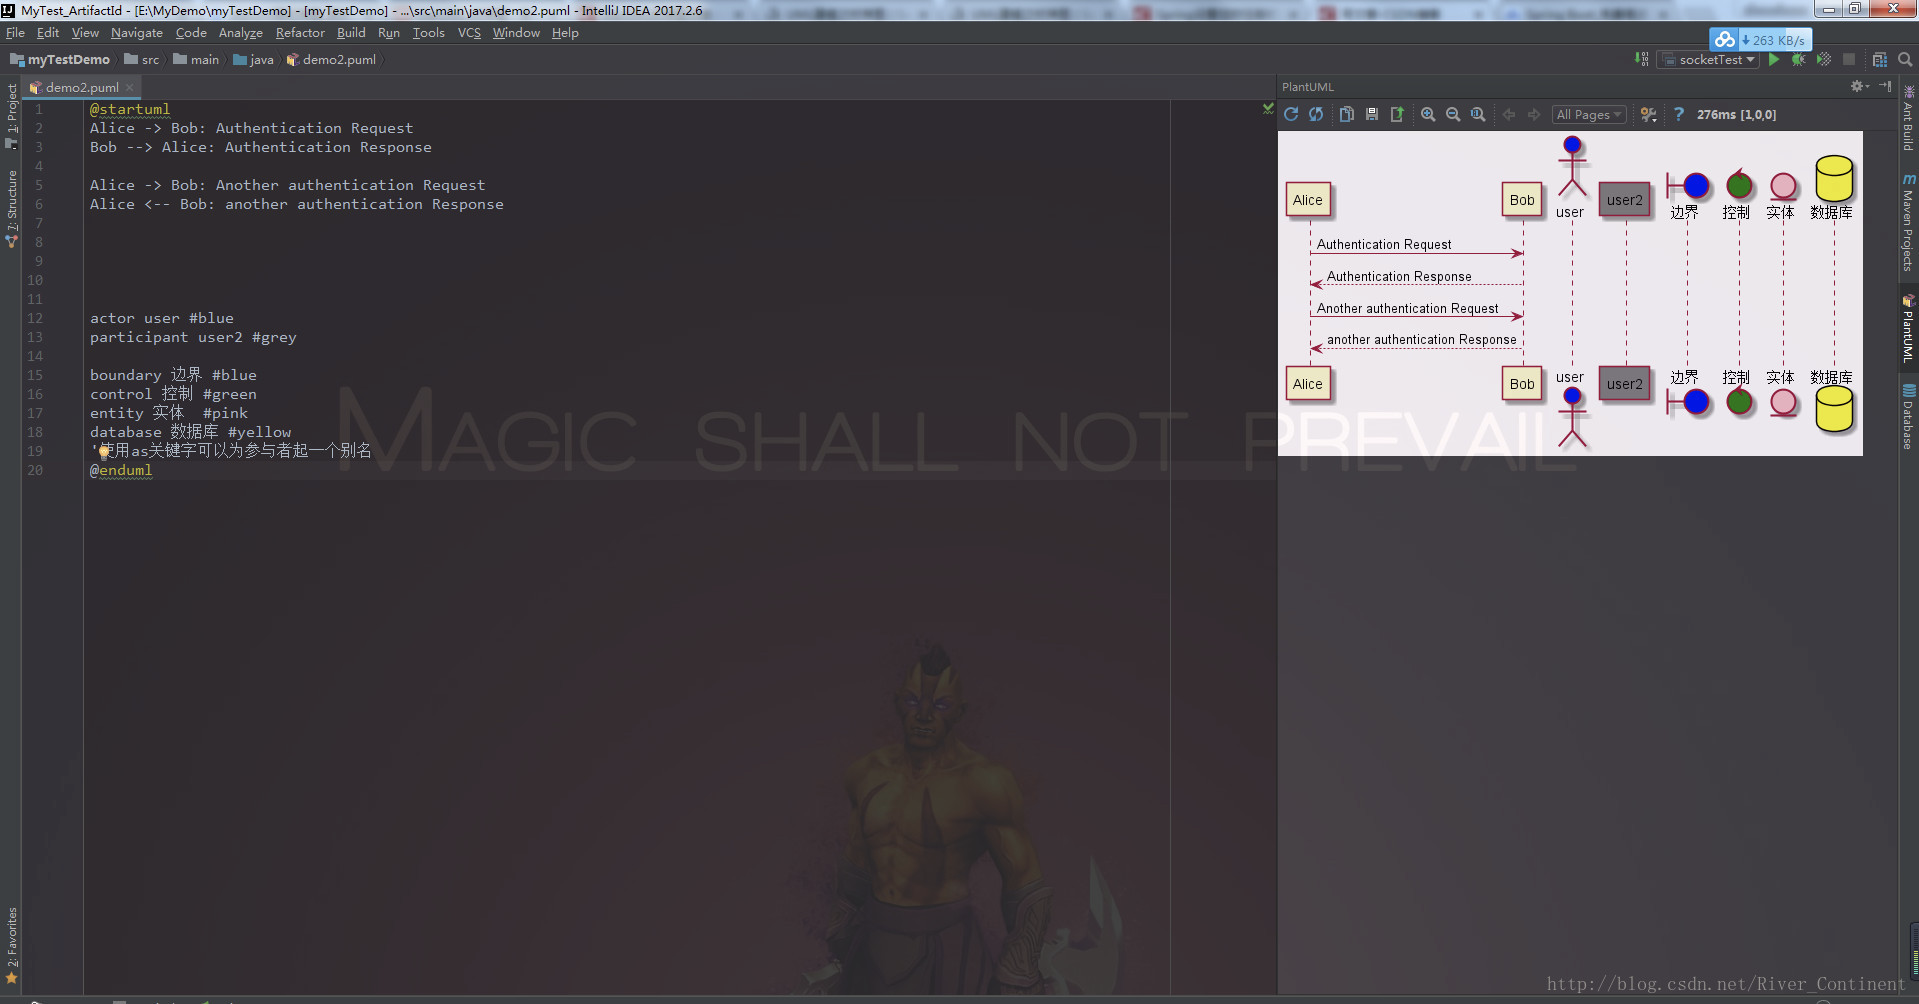 MyTest_ArtifactId - [E:\MyDemo\myTestDemo] - [myTestDemo] - ...\src\main\java\demo2.puml - IntelliJ IDEA 2017.2.6
File Edit View Navigate Code Analyze Refactor Build Run Tools VCS Window Help
263 KB/s
myTestDemo src main java demo2.puml
socketTest
demo2.puml
PlantUML
All Pages
276ms [1,0,0]
1: Project
7: Structure
2: Favorites
Ant Build
Maven Projects
PlantUML
Database
1 @startuml
2 Alice -> Bob: Authentication Request
3 Bob --> Alice: Authentication Response
4
5 Alice -> Bob: Another authentication Request
6 Alice <-- Bob: another authentication Response
7
8
9
10
11
12 actor user #blue
13 participant user2 #grey
14
15 boundary 边界 #blue
16 control 控制 #green
17 entity 实体  #pink
18 database 数据库 #yellow
19 '使用as关键字可以为参与者起一个别名
20 @enduml
MAGIC SHALL NOT PREVAIL
Alice Bob user user2 边界 控制 实体 数据库
Authentication Request
Authentication Response
Another authentication Request
another authentication Response
Alice Bob user user2 边界 控制 实体 数据库
http://blog.csdn.net/River_Continent